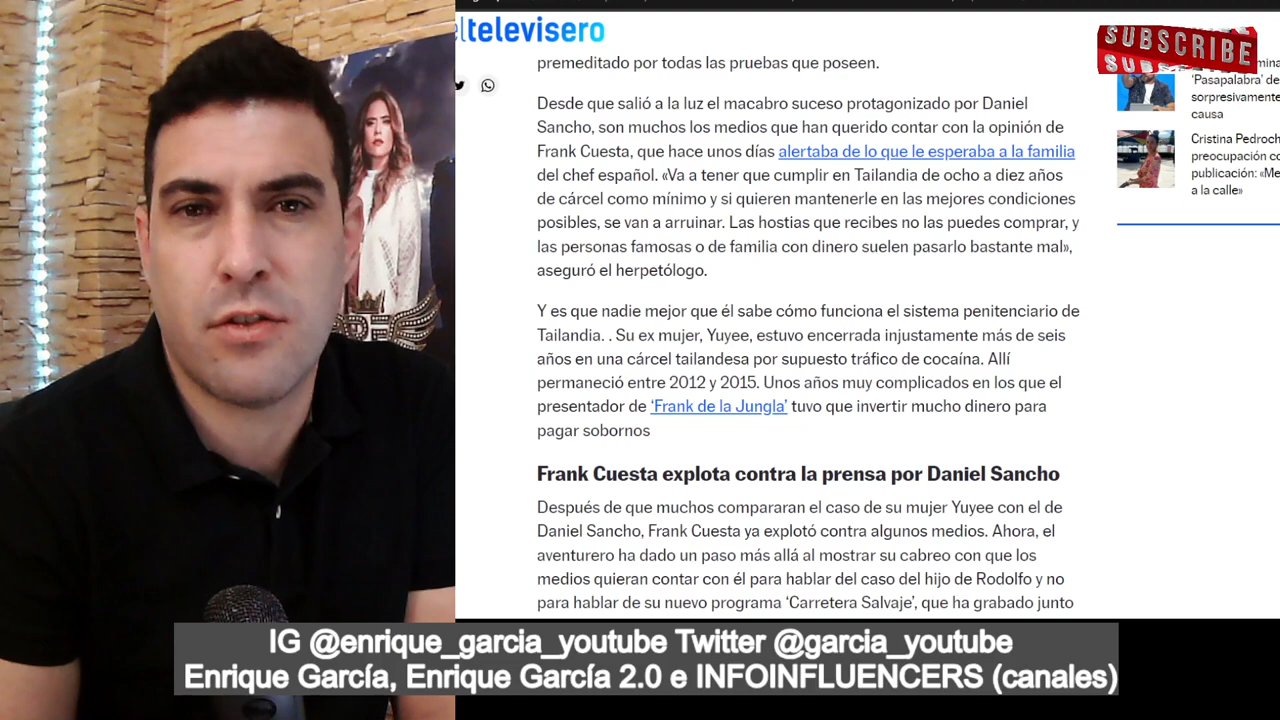 eltelevisero
SUBSCRIBE
premeditado por todas las pruebas que poseen.
Desde que salió a la luz el macabro suceso protagonizado por Daniel
Sancho, son muchos los medios que han querido contar con la opinión de
Frank Cuesta, que hace unos días alertaba de lo que le esperaba a la familia
del chef español. «Va a tener que cumplir en Tailandia de ocho a diez años
de cárcel como mínimo y si quieren mantenerle en las mejores condiciones
posibles, se van a arruinar. Las hostias que recibes no las puedes comprar, y
las personas famosas o de familia con dinero suelen pasarlo bastante mal»,
aseguró el herpetólogo.
Y es que nadie mejor que él sabe cómo funciona el sistema penitenciario de
Tailandia. . Su ex mujer, Yuyee, estuvo encerrada injustamente más de seis
años en una cárcel tailandesa por supuesto tráfico de cocaína. Allí
permaneció entre 2012 y 2015. Unos años muy complicados en los que el
presentador de ‘Frank de la Jungla’ tuvo que invertir mucho dinero para
pagar sobornos
Frank Cuesta explota contra la prensa por Daniel Sancho
Después de que muchos compararan el caso de su mujer Yuyee con el de
Daniel Sancho, Frank Cuesta ya explotó contra algunos medios. Ahora, el
aventurero ha dado un paso más allá al mostrar su cabreo con que los
medios quieran contar con él para hablar del caso del hijo de Rodolfo y no
para hablar de su nuevo programa ‘Carretera Salvaje’, que ha grabado junto
‘Pasapalabra’ de
sorpresivamente
causa
Cristina Pedroch
preocupación co
publicación: «Me
a la calle»
IG @enrique_garcia_youtube Twitter @garcia_youtube
Enrique García, Enrique García 2.0 e INFOINFLUENCERS (canales)